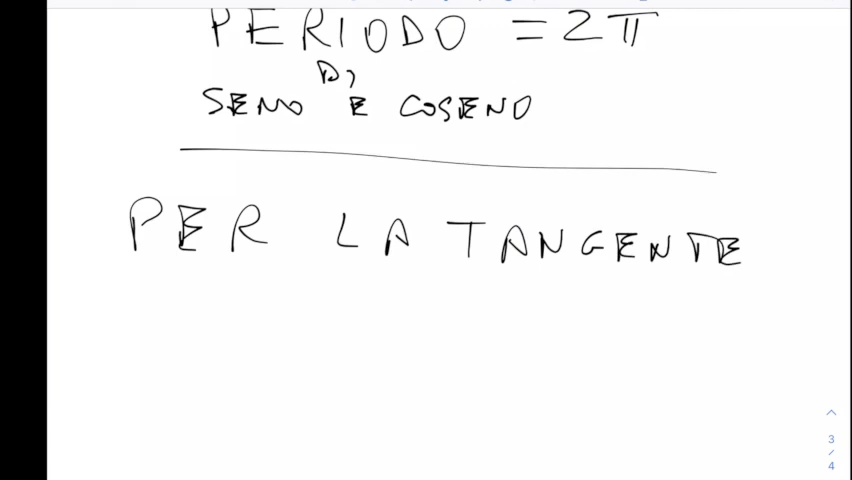 PERIODO = 2π
DI
SENO E COSENO
PER LA TANGENTE
3
/
4